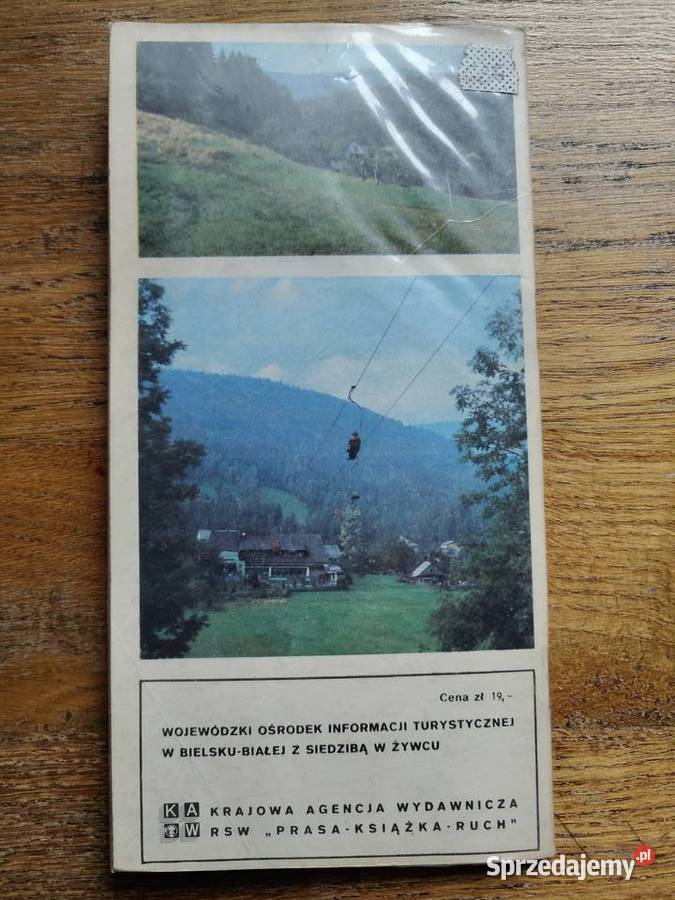 Cena zł 19,-
WOJEWÓDZKI OŚRODEK INFORMACJI TURYSTYCZNEJ
W BIELSKU-BIAŁEJ Z SIEDZIBĄ W ŻYWCU
KAW KRAJOWA AGENCJA WYDAWNICZA
RSW „PRASA-KSIĄŻKA-RUCH"
Sprzedajemy.pl